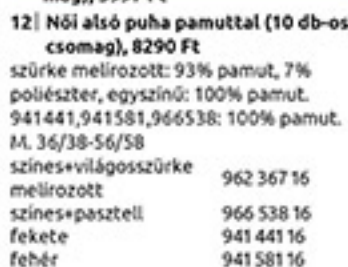 12| Női alsó puha pamuttal (10 db-os
csomag), 8290 Ft
szürke melírozott: 93% pamut, 7%
poliészter, egyszínű: 100% pamut.
941441,941581,966538: 100% pamut.
M. 36/38-56/58
színes+világosszürke
melírozott 962 367 16
színes+pasztell 966 538 16
fekete 941 441 16
fehér 941 581 16